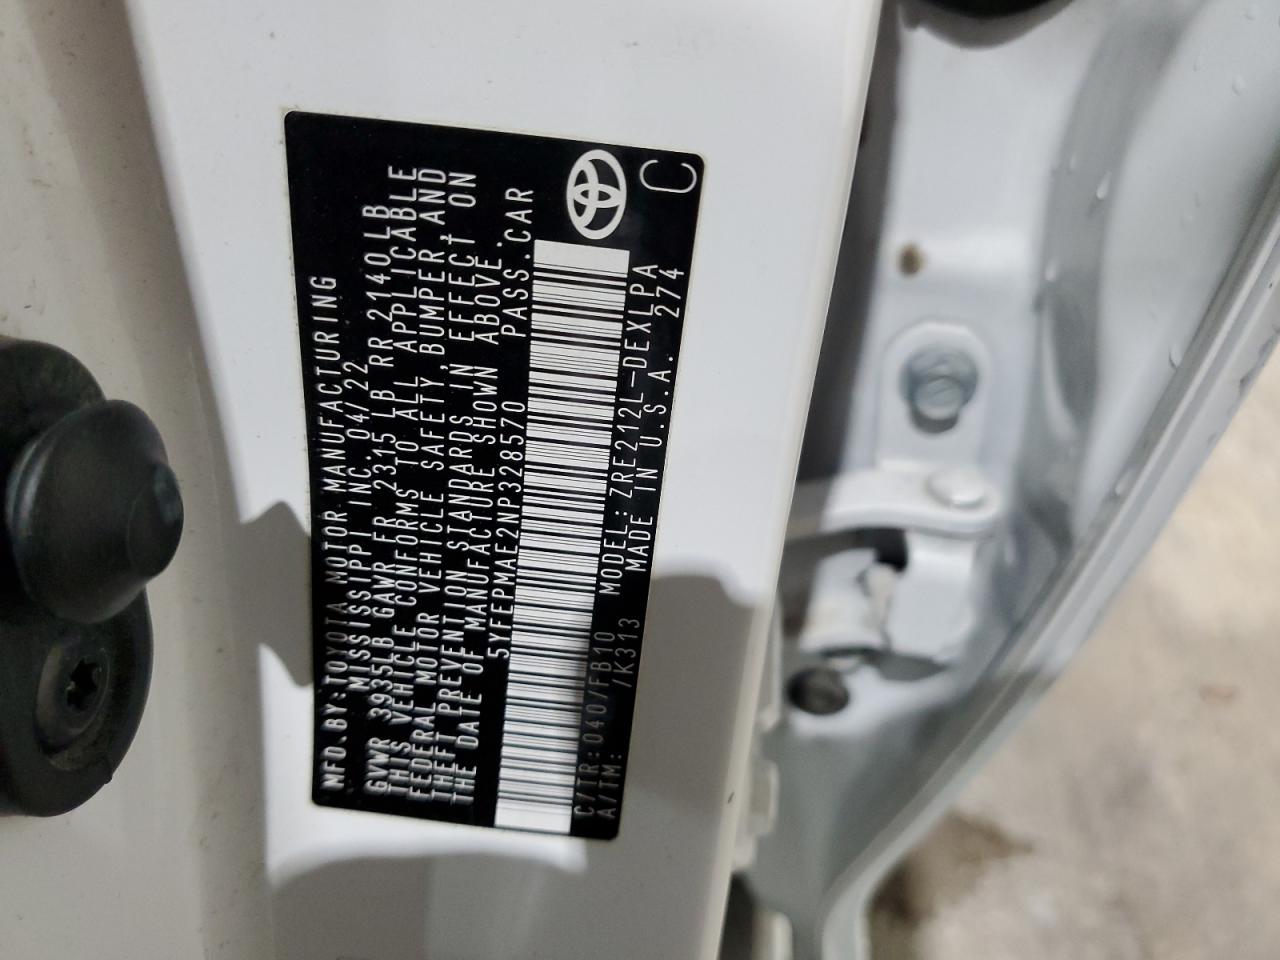 MFD.BY:TOYOTA MOTOR MANUFACTURING
MISSISSIPPI INC. 04/22
GVWR 3935LB GAWR FR 2315 LB RR 2140LB
THIS VEHICLE CONFORMS TO ALL APPLICABLE
FEDERAL MOTOR VEHICLE SAFETY,BUMPER,AND
THEFT PREVENTION STANDARDS IN EFFECT ON
THE DATE OF MANUFACTURE SHOWN ABOVE.
5YFEPMAE2NP328570 PASS.CAR
C/TR:040/FB10 MODEL:ZRE212L-DEXLPA
A/TM: /K313 MADE IN U.S.A. 274
C